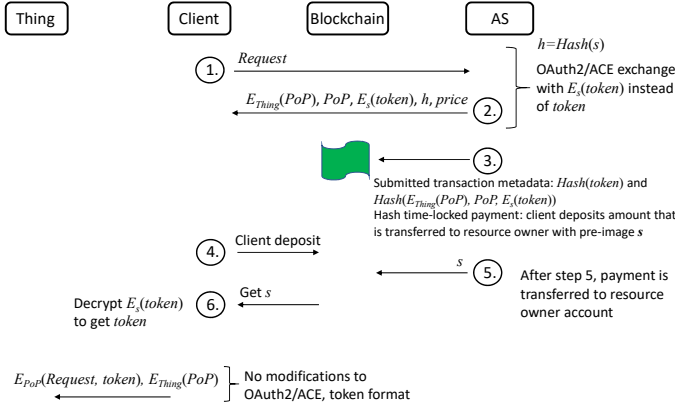 Thing
Client
Blockchain
AS
h=Hash(s)
1.
Request
OAuth2/ACE exchange
with Es(token) instead
of token
EThing(PoP), PoP, Es(token), h, price
2.
3.
Submitted transaction metadata: Hash(token) and
Hash(EThing(PoP), PoP, Es(token))
Hash time-locked payment: client deposits amount that
is transferred to resource owner with pre-image s
4.
Client deposit
s
5.
After step 5, payment is
transferred to resource
owner account
Decrypt Es(token)
to get token
6.
Get s
EPoP(Request, token), EThing(PoP)
No modifications to
OAuth2/ACE, token format